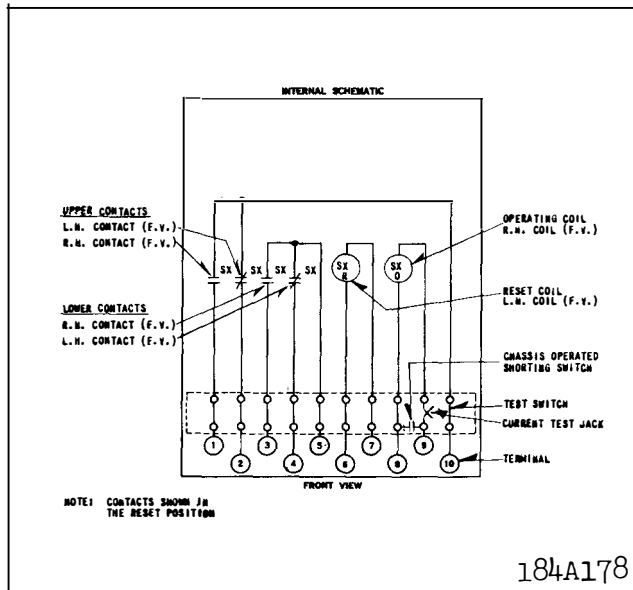 INTERNAL SCHEMATIC
UPPER CONTACTS
L.H. CONTACT (F.V.)
R.H. CONTACT (F.V.)
SX SX SX SX
LOWER CONTACTS
R.H. CONTACT (F.V.)
L.H. CONTACT (F.V.)
SX
R
SX
O
OPERATING COIL
R.H. COIL (F.V.)
RESET COIL
L.H. COIL (F.V.)
CHASSIS OPERATED
SHORTING SWITCH
TEST SWITCH
CURRENT TEST JACK
TERMINAL
1 2 3 4 5 6 7 8 9 10
FRONT VIEW
NOTE: CONTACTS SHOWN IN
THE RESET POSITION
184A178